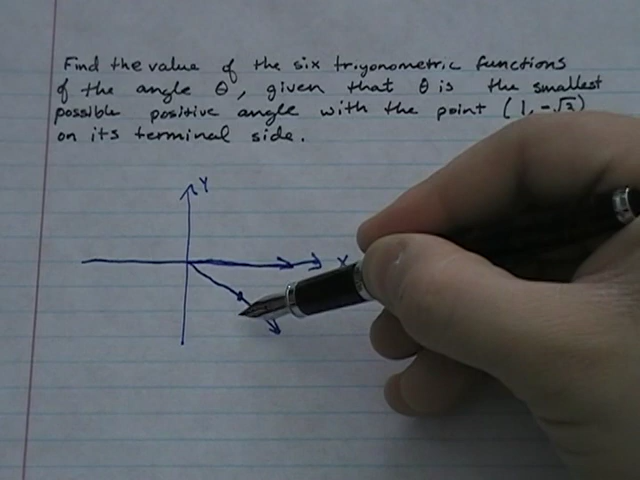 Find the value of the six trigonometric functions
of the angle θ, given that θ is the smallest
possible positive angle with the point (1, -√3)
on its terminal side.
Y
X